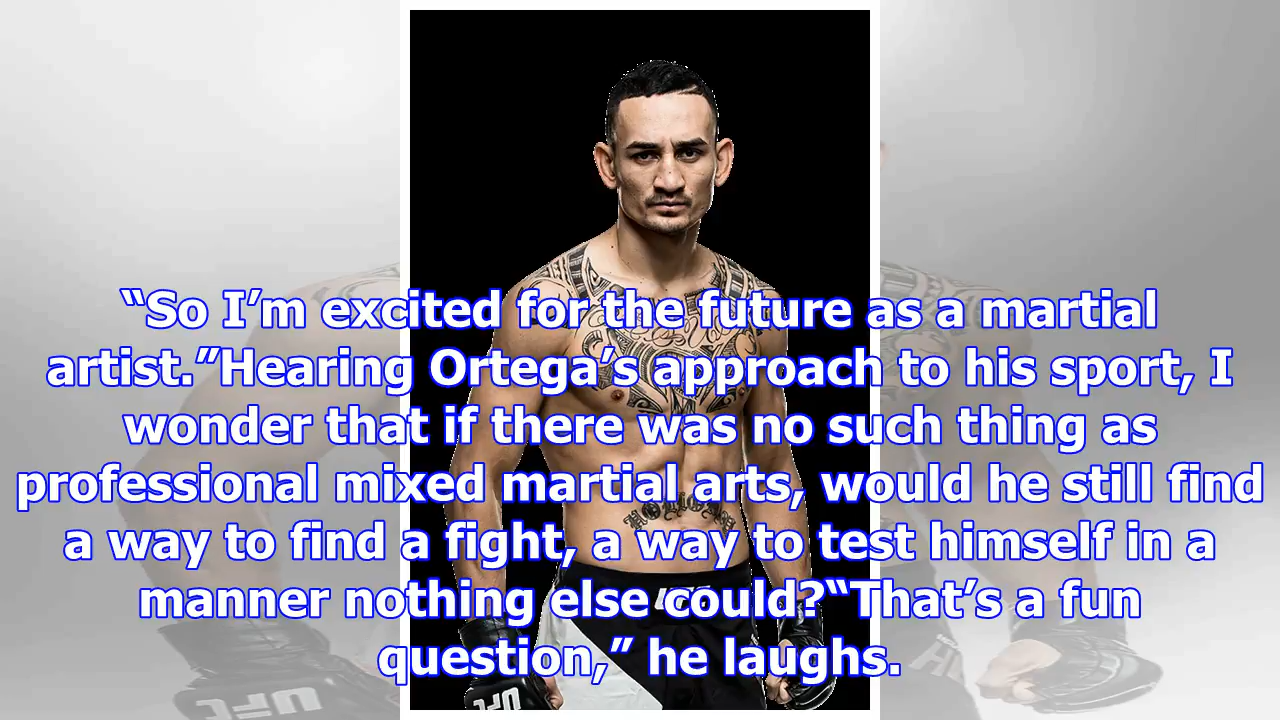 “So I’m excited for the future as a martial
artist.”Hearing Ortega’s approach to his sport, I
wonder that if there was no such thing as
professional mixed martial arts, would he still find
a way to find a fight, a way to test himself in a
manner nothing else could?“That’s a fun
question,” he laughs.
UFC
UFC